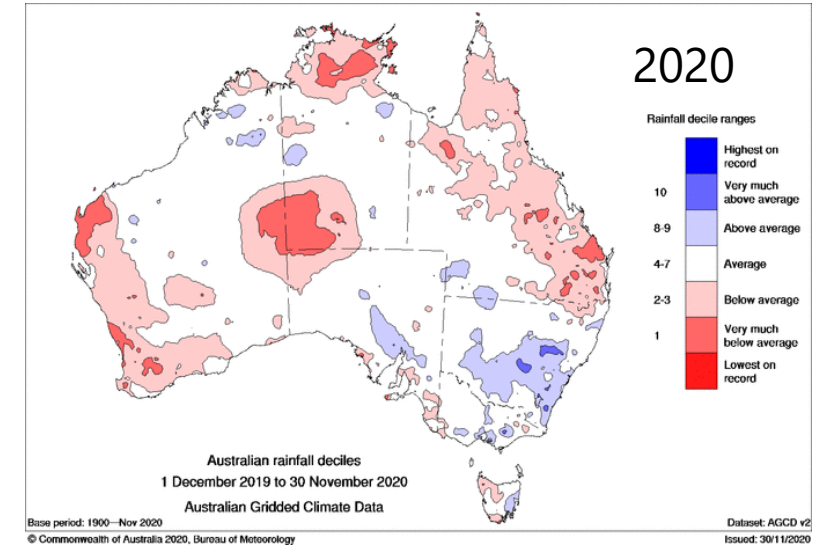 2020
Rainfall decile ranges
Highest on
record
10
Very much
above average
8-9
Above average
4-7
Average
2-3
Below average
1
Very much
below average
Lowest on
record
Australian rainfall deciles
1 December 2019 to 30 November 2020
Australian Gridded Climate Data
Base period: 1900—Nov 2020
Dataset: AGCD v2
© Commonwealth of Australia 2020, Bureau of Meteorology
Issued: 30/11/2020